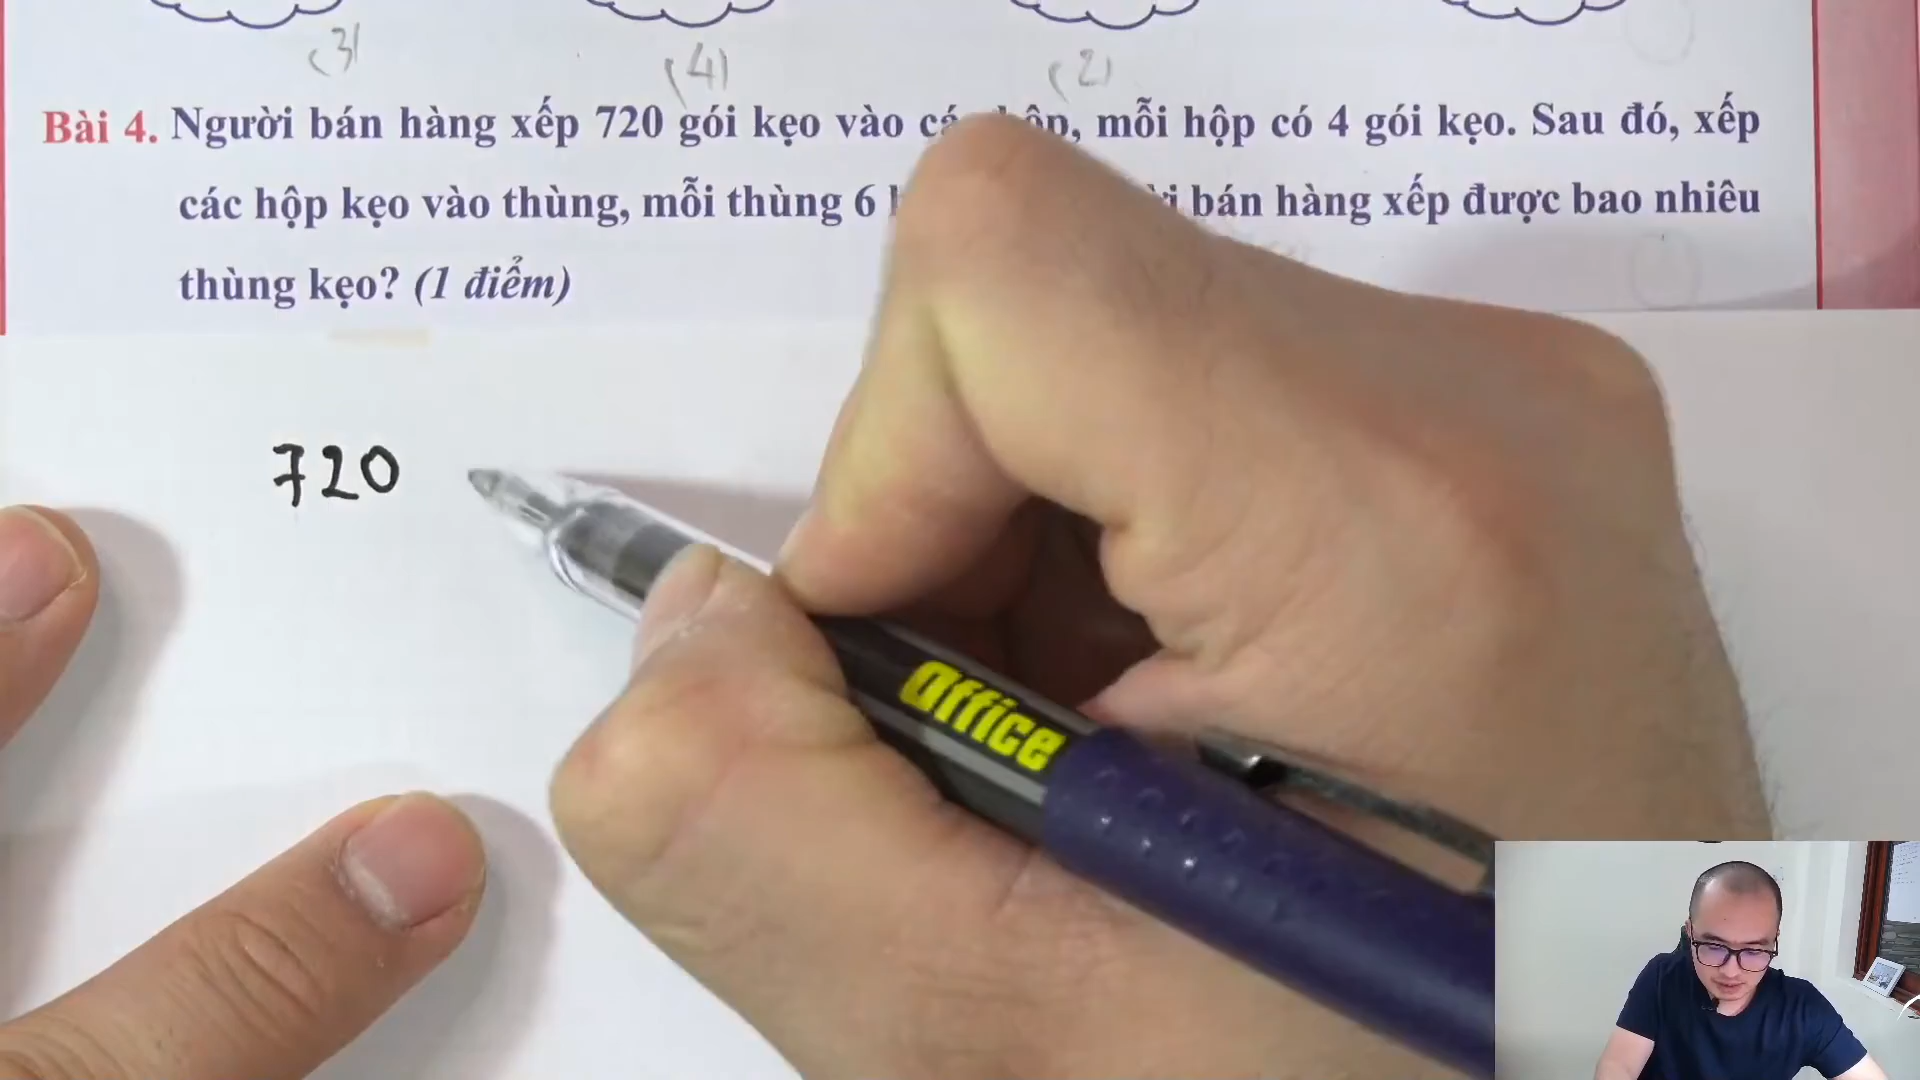 (3)
(4)
(2)
Bài 4. Người bán hàng xếp 720 gói kẹo vào mỗi hộp có 4 gói kẹo. Sau đó, xếp
các hộp kẹo vào thùng, mỗi thùng 6 bán hàng xếp được bao nhiêu
thùng kẹo? (1 điểm)
720
Office